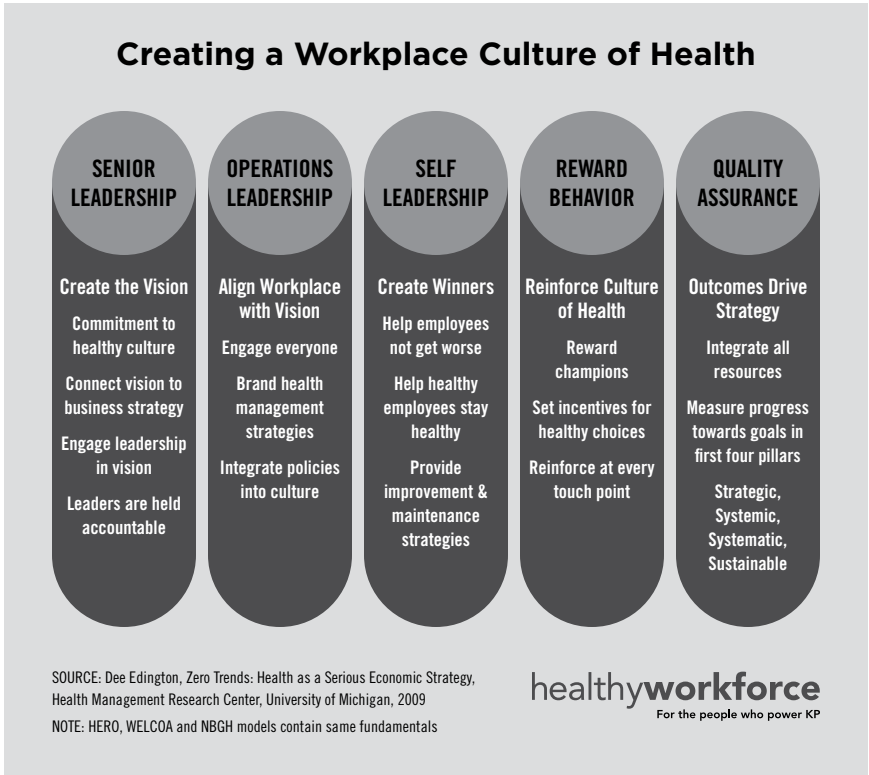 Creating a Workplace Culture of Health
SENIOR
LEADERSHIP
Create the Vision
Commitment to
healthy culture
Connect vision to
business strategy
Engage leadership
in vision
Leaders are held
accountable
OPERATIONS
LEADERSHIP
Align Workplace
with Vision
Engage everyone
Brand health
management
strategies
Integrate policies
into culture
SELF
LEADERSHIP
Create Winners
Help employees
not get worse
Help healthy
employees stay
healthy
Provide
improvement &
maintenance
strategies
REWARD
BEHAVIOR
Reinforce Culture
of Health
Reward
champions
Set incentives for
healthy choices
Reinforce at every
touch point
QUALITY
ASSURANCE
Outcomes Drive
Strategy
Integrate all
resources
Measure progress
towards goals in
first four pillars
Strategic,
Systemic,
Systematic,
Sustainable
SOURCE: Dee Edington, Zero Trends: Health as a Serious Economic Strategy,
Health Management Research Center, University of Michigan, 2009
NOTE: HERO, WELCOA and NBGH models contain same fundamentals
healthyworkforce
For the people who power KP